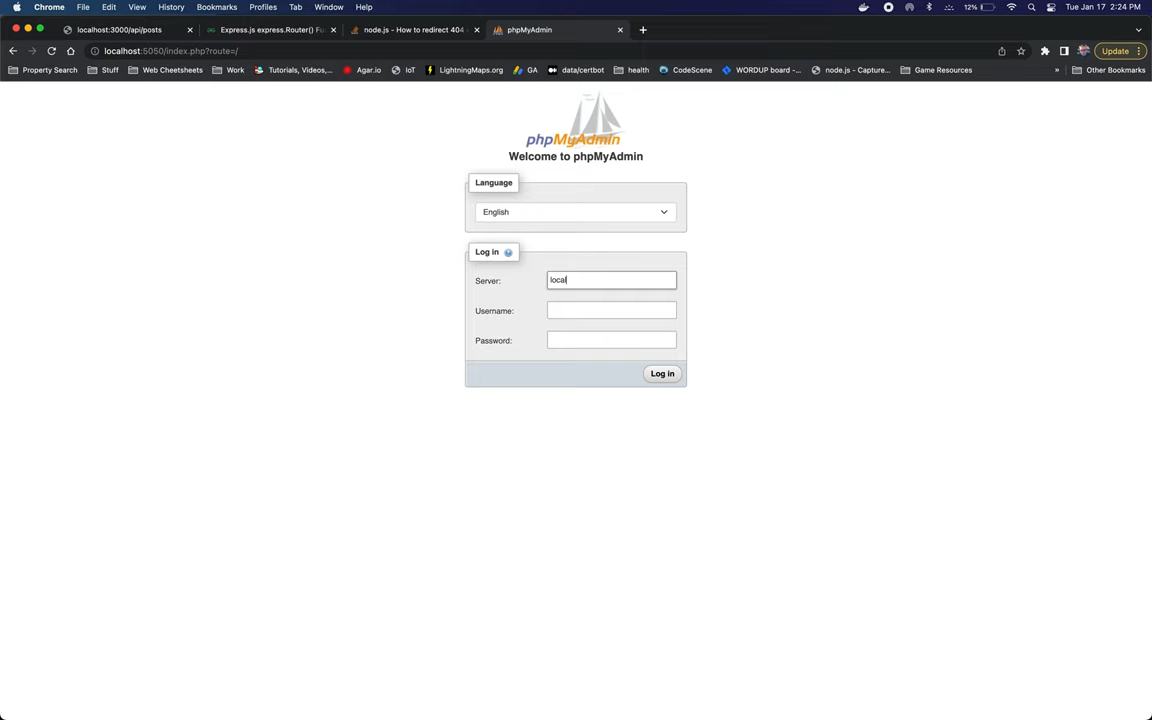 Chrome File Edit View History Bookmarks Profiles Tab Window Help 12% Tue Jan 17 2:24 PM
localhost:3000/api/posts Express.js express.Router() Fu node.js - How to redirect 404 phpMyAdmin
localhost:5050/index.php?route=/ Update
Property Search Stuff Web Cheetsheets Work Tutorials, Videos,... Agar.io IoT LightningMaps.org GA data/certbot health CodeScene WORDUP board -... node.js - Capture... Game Resources » Other Bookmarks
phpMyAdmin
Welcome to phpMyAdmin
Language
English
Log in
Server: local
Username:
Password:
Log in